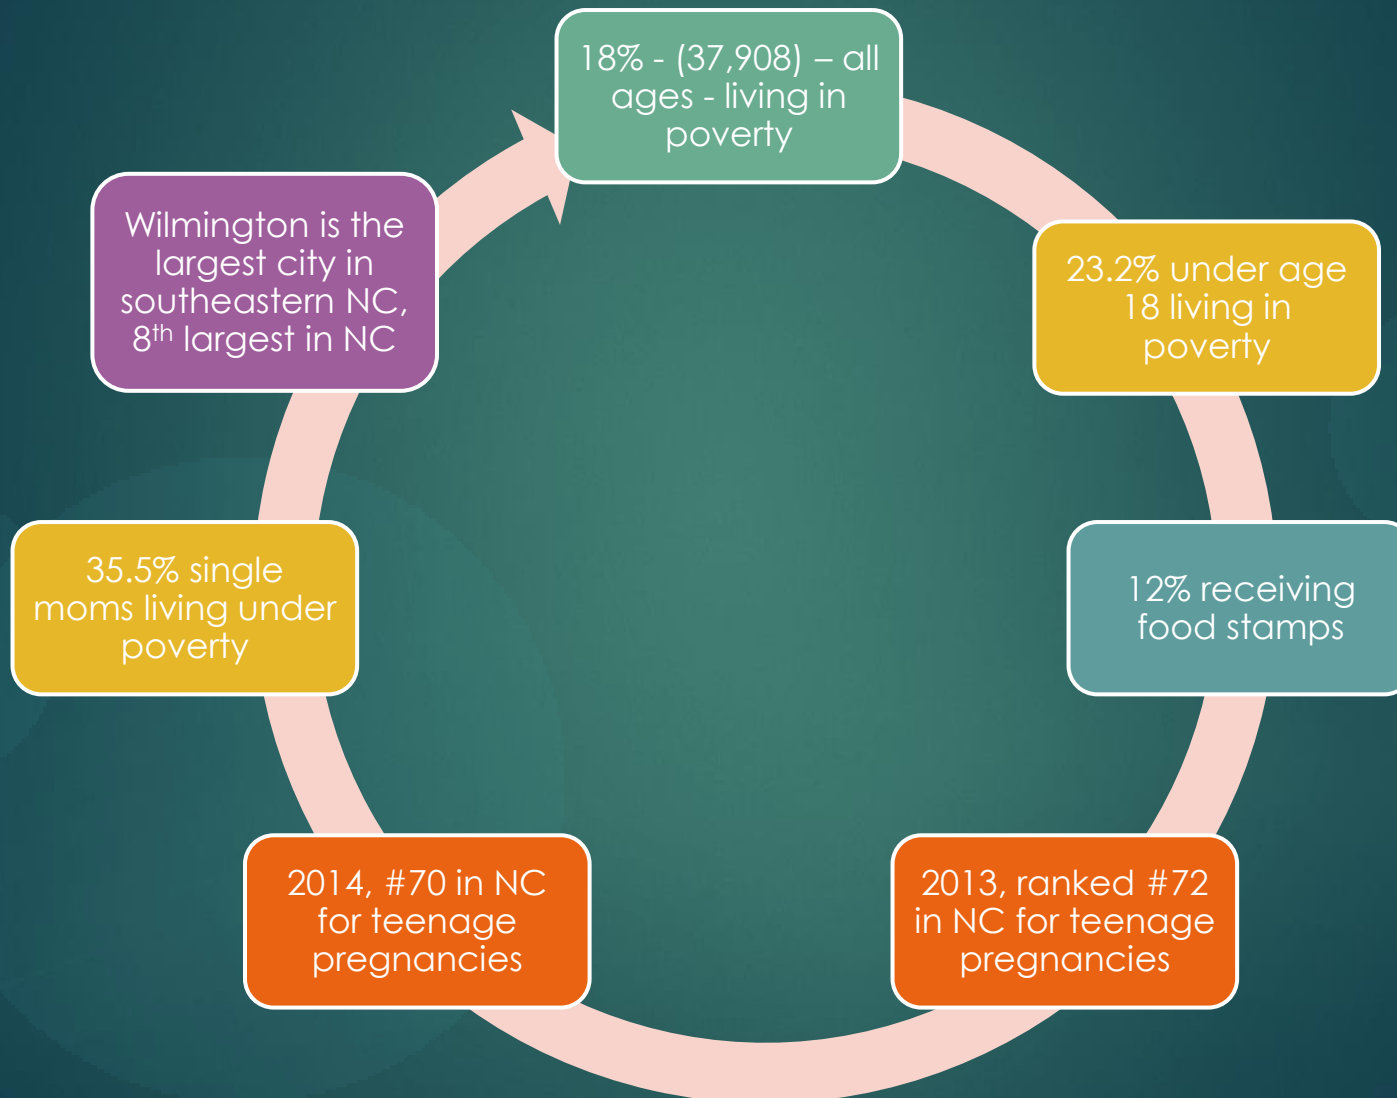 18% - (37,908) – all
ages - living in
poverty
23.2% under age
18 living in
poverty
12% receiving
food stamps
2013, ranked #72
in NC for teenage
pregnancies
2014, #70 in NC
for teenage
pregnancies
35.5% single
moms living under
poverty
Wilmington is the
largest city in
southeastern NC,
8th largest in NC